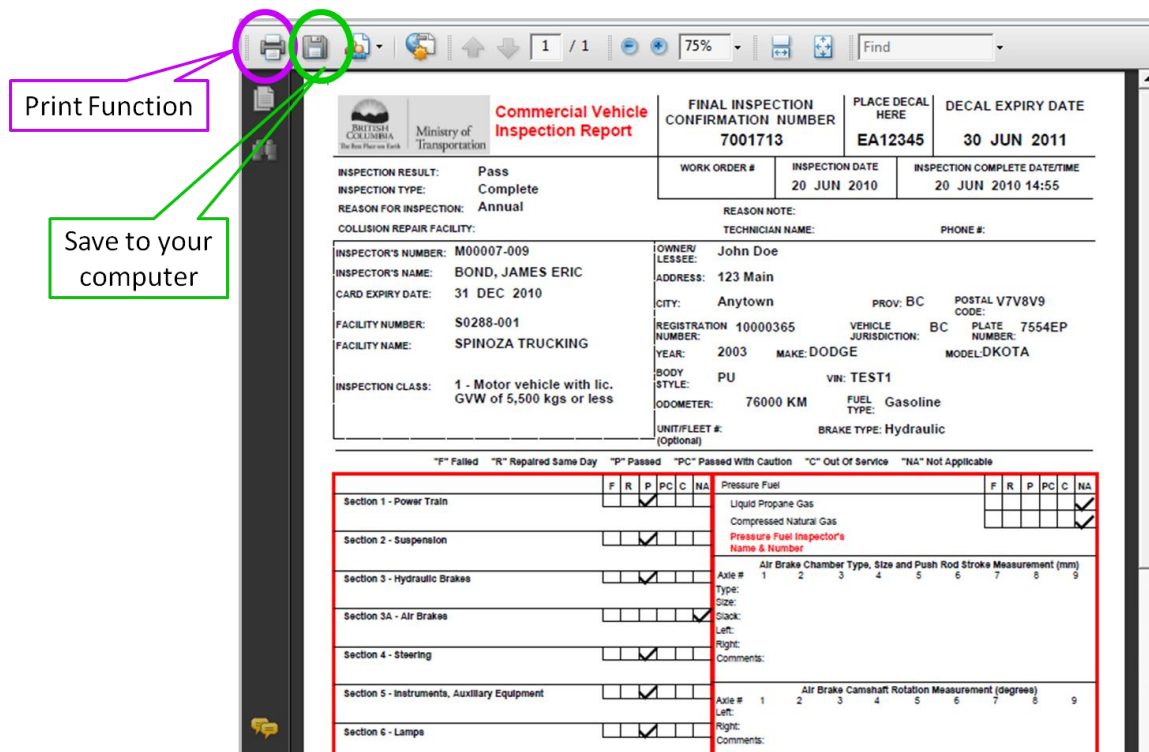 1 / 1 75% Find
Print Function
Save to your
computer
BRITISH
COLUMBIA
The Best Place on Earth
Ministry of
Transportation
Commercial Vehicle
Inspection Report
FINAL INSPECTION
CONFIRMATION NUMBER
7001713
PLACE DECAL
HERE
EA12345
DECAL EXPIRY DATE
30 JUN 2011
WORK ORDER #
INSPECTION DATE
20 JUN 2010
INSPECTION COMPLETE DATE/TIME
20 JUN 2010 14:55
INSPECTION RESULT: Pass
INSPECTION TYPE: Complete
REASON FOR INSPECTION: Annual
REASON NOTE:
COLLISION REPAIR FACILITY:
TECHNICIAN NAME: PHONE #:
INSPECTOR'S NUMBER: M00007-009
INSPECTOR'S NAME: BOND, JAMES ERIC
CARD EXPIRY DATE: 31 DEC 2010
FACILITY NUMBER: S0288-001
FACILITY NAME: SPINOZA TRUCKING
INSPECTION CLASS: 1 - Motor vehicle with lic.
GVW of 5,500 kgs or less
OWNER/
LESSEE: John Doe
ADDRESS: 123 Main
CITY: Anytown PROV: BC POSTAL CODE: V7V8V9
REGISTRATION NUMBER: 10000365 VEHICLE JURISDICTION: BC PLATE NUMBER: 7554EP
YEAR: 2003 MAKE: DODGE MODEL: DKOTA
BODY STYLE: PU VIN: TEST1
ODOMETER: 76000 KM FUEL TYPE: Gasoline
UNIT/FLEET #:
(Optional)
BRAKE TYPE: Hydraulic
"F" Failed "R" Repaired Same Day "P" Passed "PC" Passed With Caution "C" Out Of Service "NA" Not Applicable
F R P PC C NA
Section 1 - Power Train
Section 2 - Suspension
Section 3 - Hydraulic Brakes
Section 3A - Air Brakes
Section 4 - Steering
Section 5 - Instruments, Auxiliary Equipment
Section 6 - Lamps
Pressure Fuel F R P PC C NA
Liquid Propane Gas
Compressed Natural Gas
Pressure Fuel Inspector's
Name & Number
Air Brake Chamber Type, Size and Push Rod Stroke Measurement (mm)
Axle # 1 2 3 4 5 6 7 8 9
Type:
Size:
Slack:
Left:
Right:
Comments:
Air Brake Camshaft Rotation Measurement (degrees)
Axle # 1 2 3 4 5 6 7 8 9
Left:
Right:
Comments: